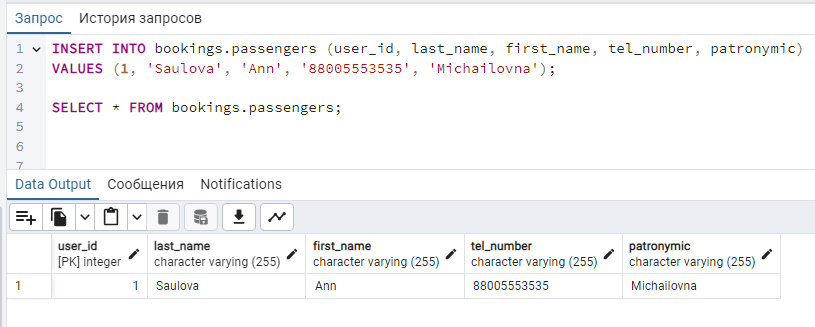 Запрос История запросов
1 INSERT INTO bookings.passengers (user_id, last_name, first_name, tel_number, patronymic)
2 VALUES (1, 'Saulova', 'Ann', '88005553535', 'Michailovna');
3
4 SELECT * FROM bookings.passengers;
5
6
7
Data Output Сообщения Notifications
user_id last_name first_name tel_number patronymic
[PK] integer character varying (255) character varying (255) character varying (255) character varying (255)
1 1 Saulova Ann 88005553535 Michailovna